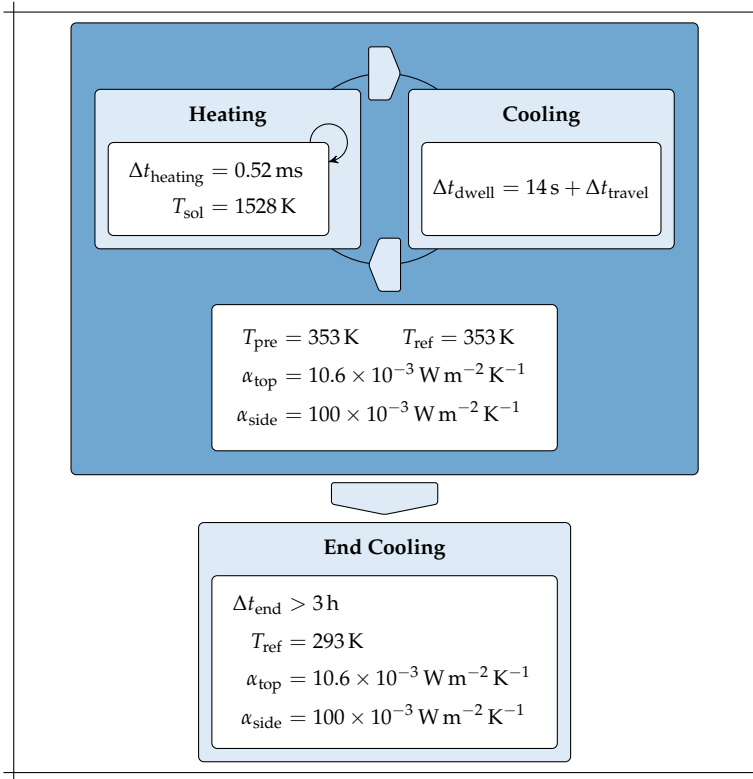 Heating
Δt_heating = 0.52 ms
T_sol = 1528 K
Cooling
Δt_dwell = 14 s + Δt_travel
T_pre = 353 K T_ref = 353 K
α_top = 10.6 × 10⁻³ W m⁻² K⁻¹
α_side = 100 × 10⁻³ W m⁻² K⁻¹
End Cooling
Δt_end > 3 h
T_ref = 293 K
α_top = 10.6 × 10⁻³ W m⁻² K⁻¹
α_side = 100 × 10⁻³ W m⁻² K⁻¹